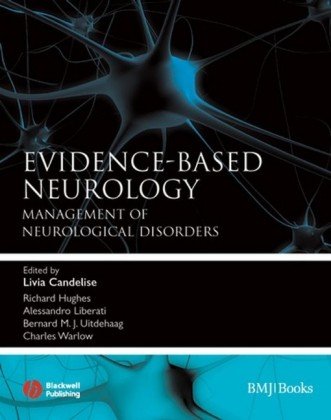 EVIDENCE-BASED
NEUROLOGY
MANAGEMENT OF
NEUROLOGICAL DISORDERS
Edited by
Livia Candelise
Richard Hughes
Alessandro Liberati
Bernard M. J. Uitdehaag
Charles Warlow
Blackwell
Publishing
BMJ|Books